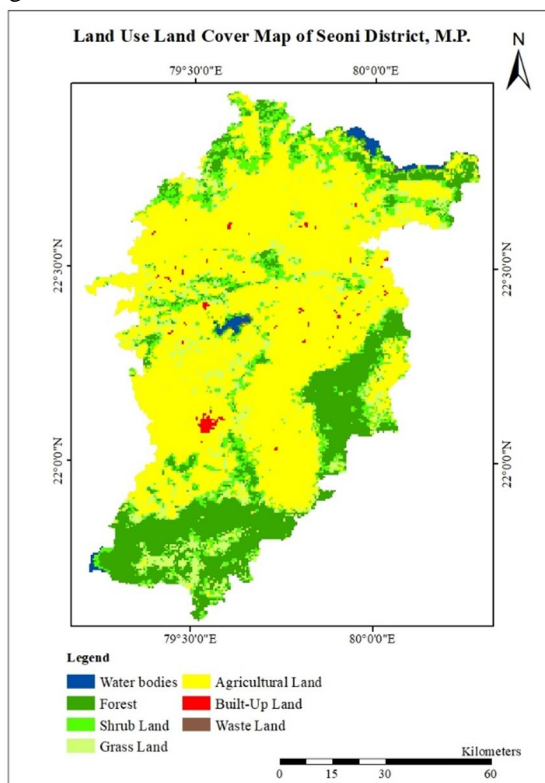 Land Use Land Cover Map of Seoni District, M.P.
N
79°30'0"E 80°0'0"E
22°30'0"N 22°30'0"N
22°0'0"N 22°0'0"N
79°30'0"E 80°0'0"E
Legend
Water bodies Agricultural Land
Forest Built-Up Land
Shrub Land Waste Land
Grass Land
Kilometers
0 15 30 60